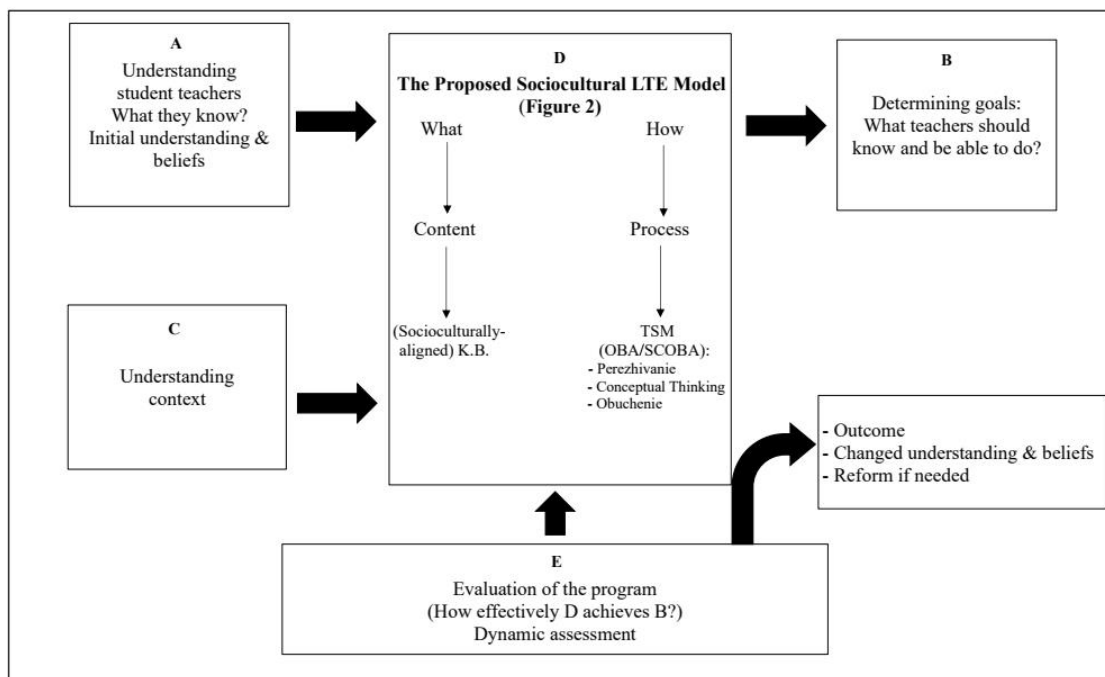 A
Understanding
student teachers
What they know?
Initial understanding &
beliefs
D
The Proposed Sociocultural LTE Model
(Figure 2)
What
How
Content
Process
(Socioculturally-
aligned) K.B.
TSM
(OBA/SCOBA):
- Perezhivanie
- Conceptual Thinking
- Obuchenie
B
Determining goals:
What teachers should
know and be able to do?
C
Understanding
context
- Outcome
- Changed understanding & beliefs
- Reform if needed
E
Evaluation of the program
(How effectively D achieves B?)
Dynamic assessment